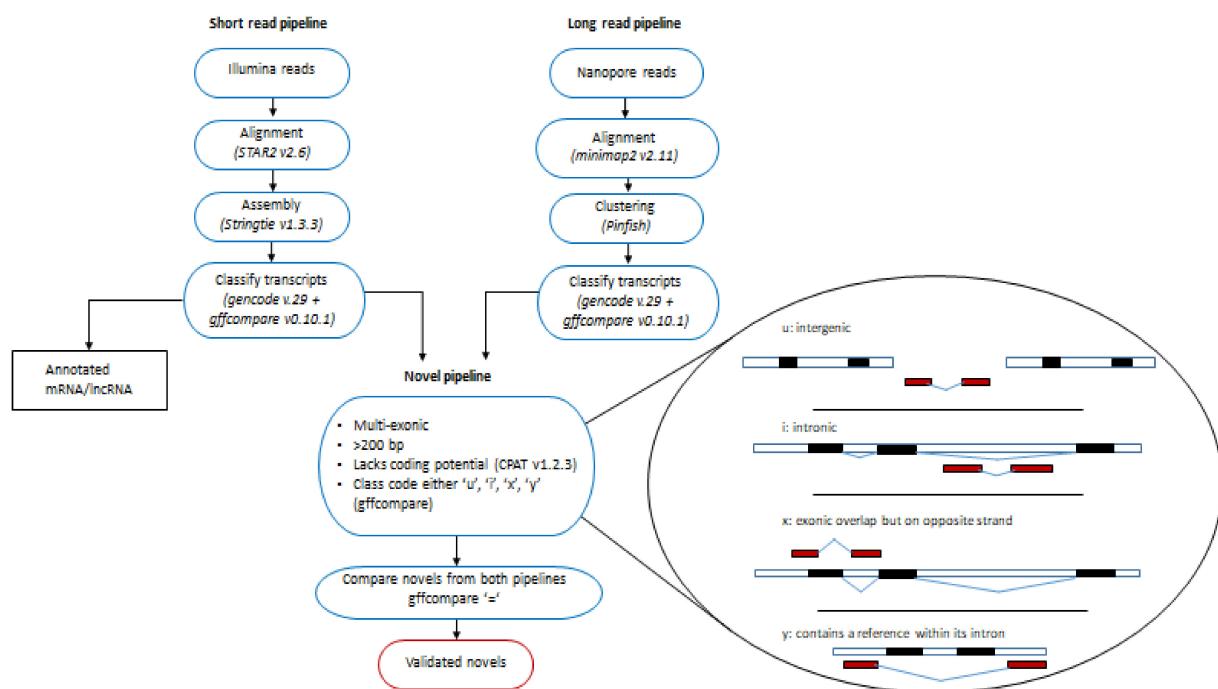 Short read pipeline
Long read pipeline
Illumina reads
Nanopore reads
Alignment
(STAR2 v2.6)
Alignment
(minimap2 v2.11)
Assembly
(Stringtie v1.3.3)
Clustering
(Pinfish)
Classify transcripts
(gencode v.29 +
gffcompare v0.10.1)
Classify transcripts
(gencode v.29 +
gffcompare v0.10.1)
Annotated
mRNA/lncRNA
Novel pipeline
• Multi-exonic
• >200 bp
• Lacks coding potential (CPAT v1.2.3)
• Class code either ‘u’, ‘i’, ‘x’, ‘y’
(gffcompare)
Compare novels from both pipelines
gffcompare ‘=‘
Validated novels
u: intergenic
i: intronic
x: exonic overlap but on opposite strand
y: contains a reference within its intron